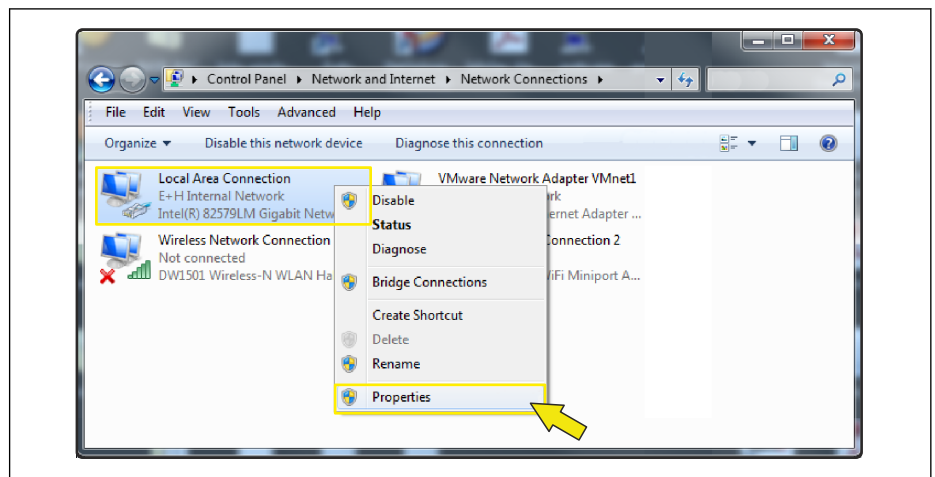 Control Panel ▸ Network and Internet ▸ Network Connections ▸
File Edit View Tools Advanced Help
Organize Disable this network device Diagnose this connection
Local Area Connection
E+H Internal Network
Intel(R) 82579LM Gigabit Netw
VMware Network Adapter VMnet1
ernet Adapter ...
Wireless Network Connection
Not connected
DW1501 Wireless-N WLAN Ha
Connection 2
iFi Miniport A...
Disable
Status
Diagnose
Bridge Connections
Create Shortcut
Delete
Rename
Properties